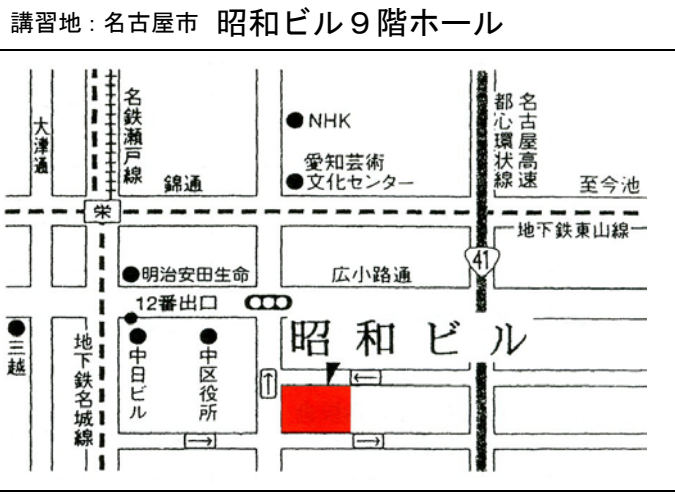 講習地：名古屋市 昭和ビル９階ホール
大津通
名鉄瀬戸線
NHK
愛知芸術
文化センター
名古屋高速
都心環状線
錦通
至今池
栄
地下鉄東山線
41
明治安田生命
広小路通
12番出口
昭和ビル
三越
地下鉄名城線
中日ビル
中区役所
↑
←
→
→